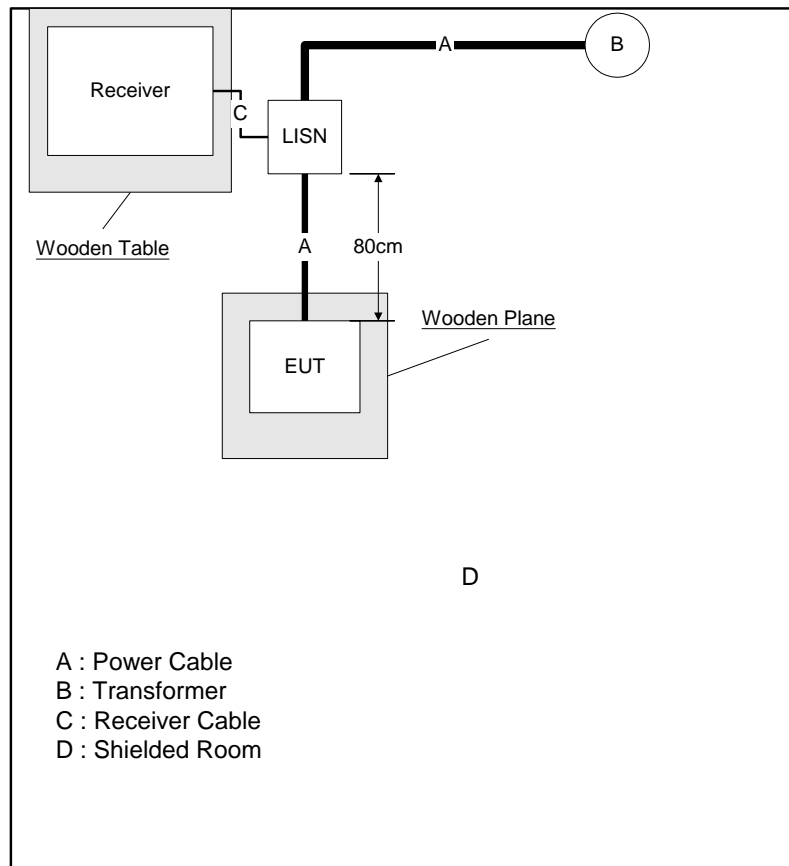 A
B
Receiver
C
LISN
A
80cm
Wooden Table
Wooden Plane
EUT
D
A : Power Cable
B : Transformer
C : Receiver Cable
D : Shielded Room